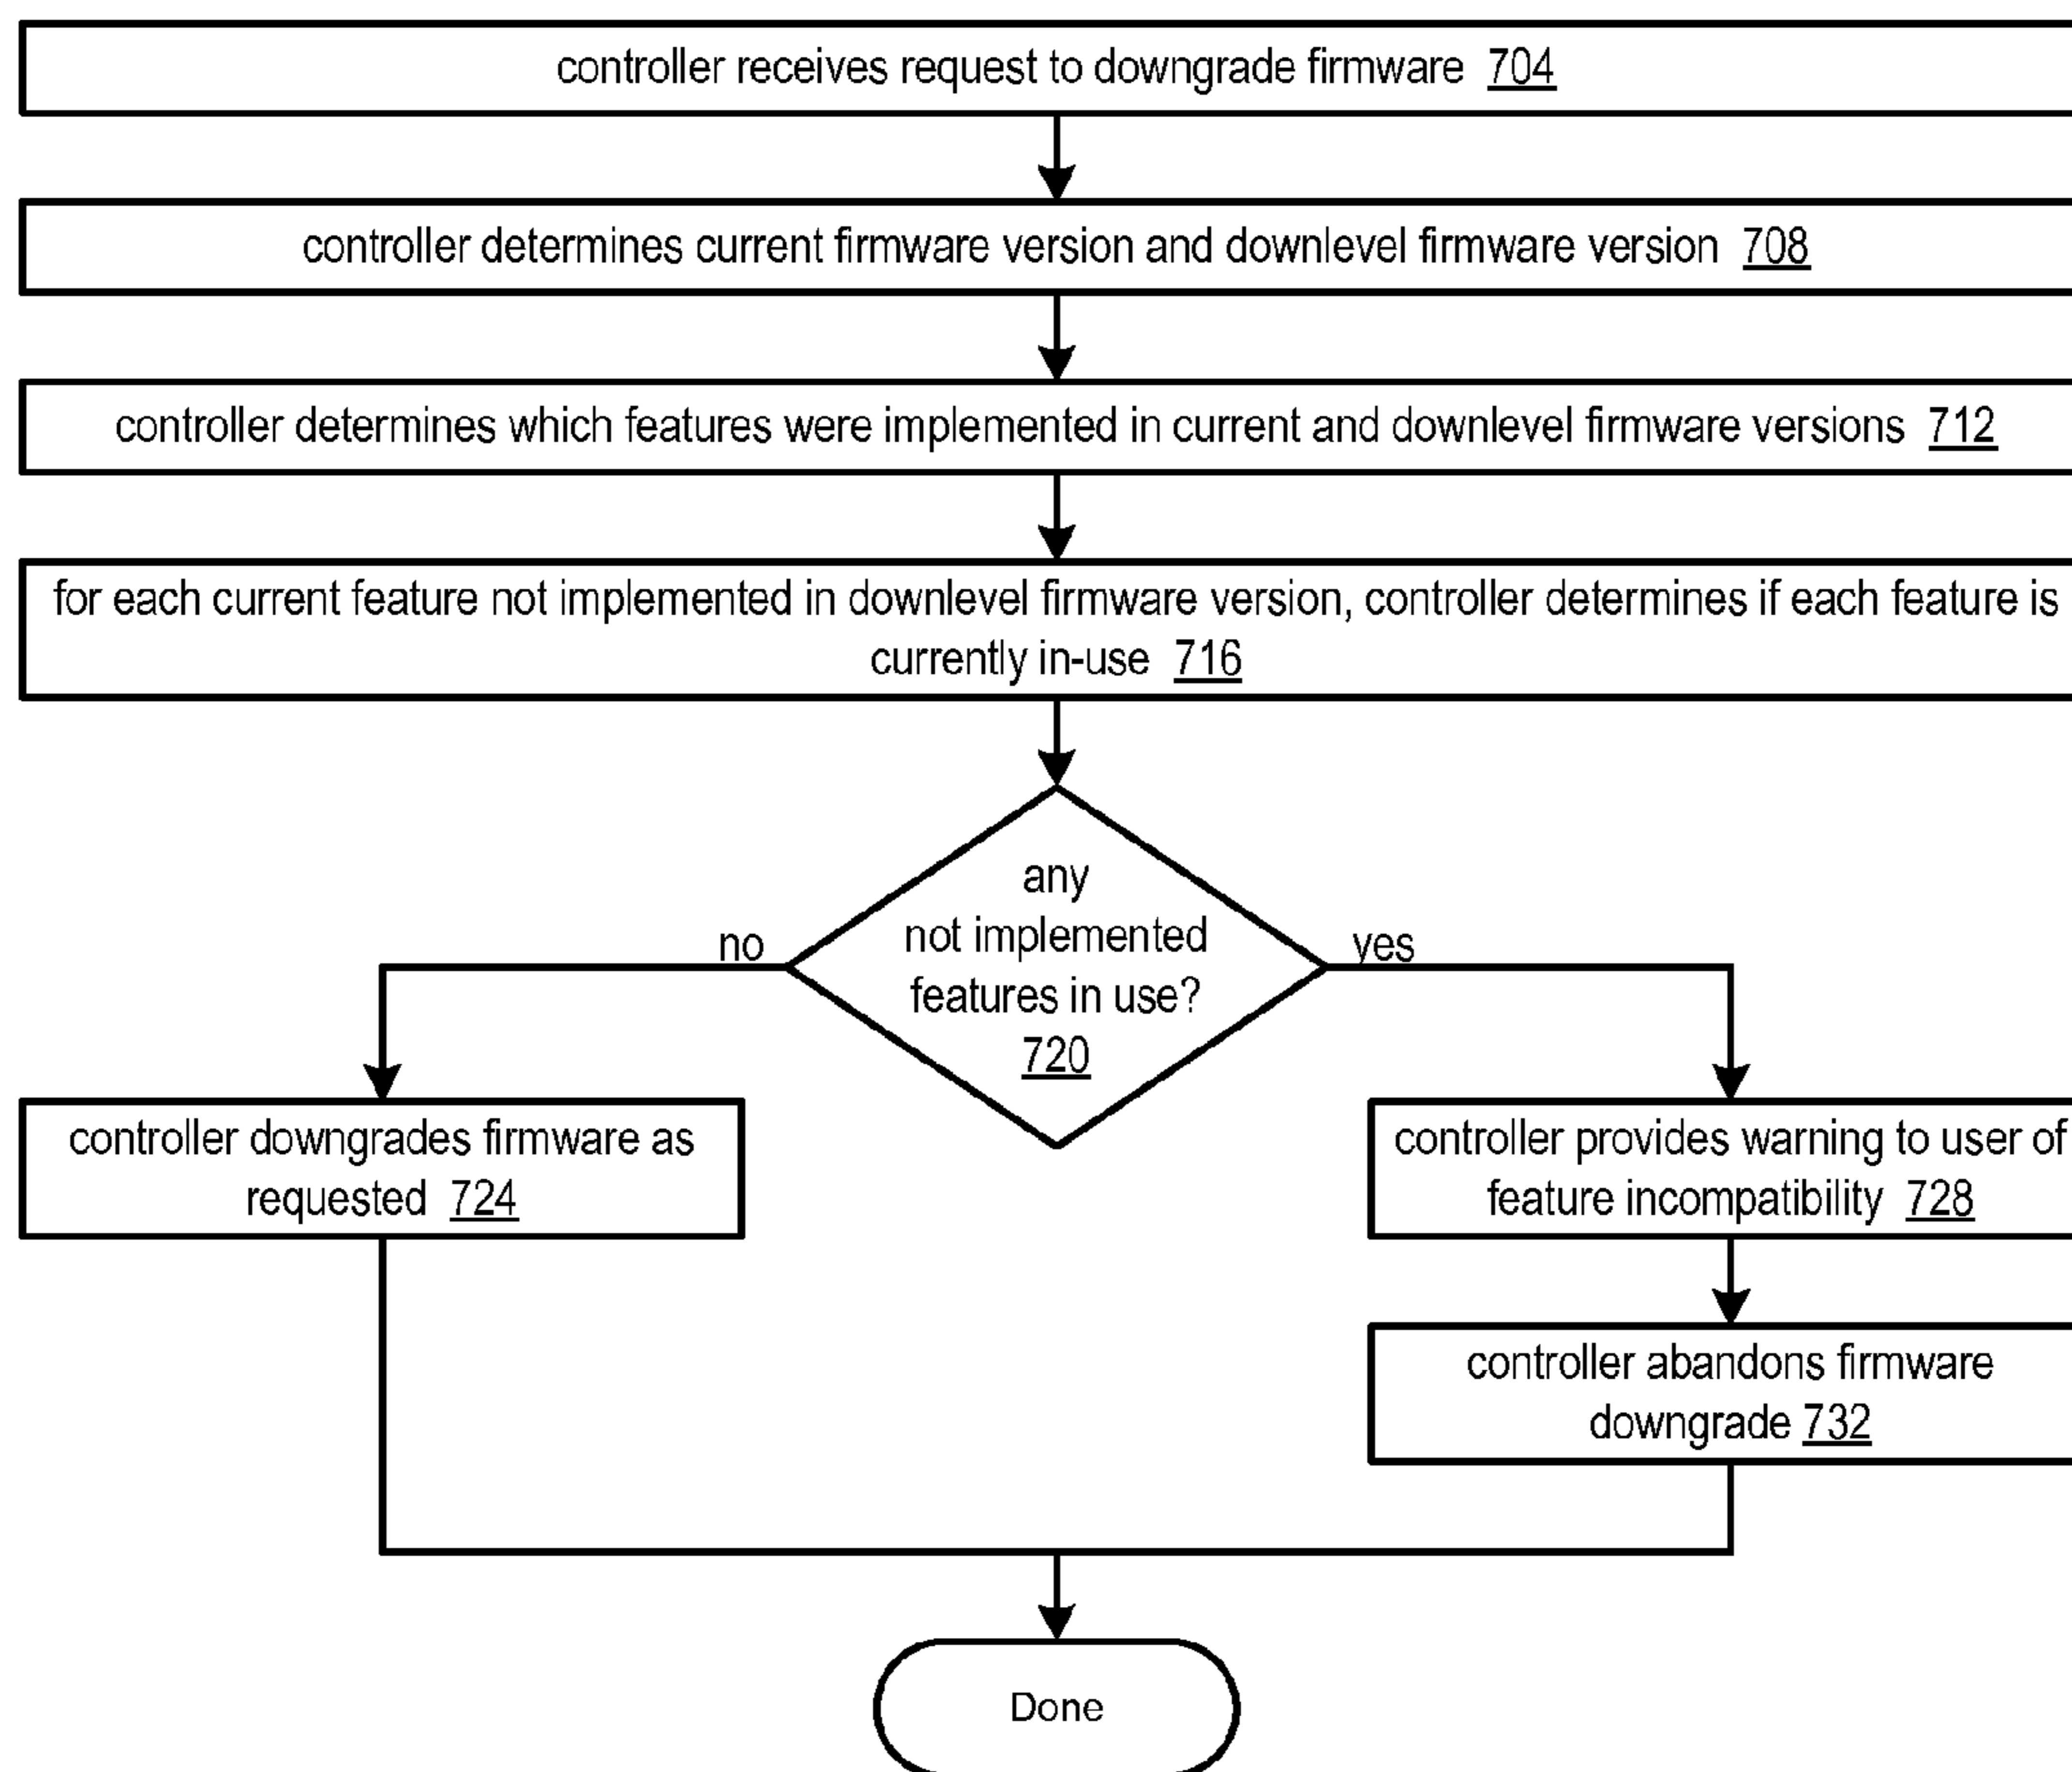 controller receives request to downgrade firmware 704
controller determines current firmware version and downlevel firmware version 708
controller determines which features were implemented in current and downlevel firmware versions 712
for each current feature not implemented in downlevel firmware version, controller determines if each feature is
currently in-use 716
any
not implemented
features in use?
720
no
yes
controller downgrades firmware as
requested 724
controller provides warning to user of
feature incompatibility 728
controller abandons firmware
downgrade 732
Done